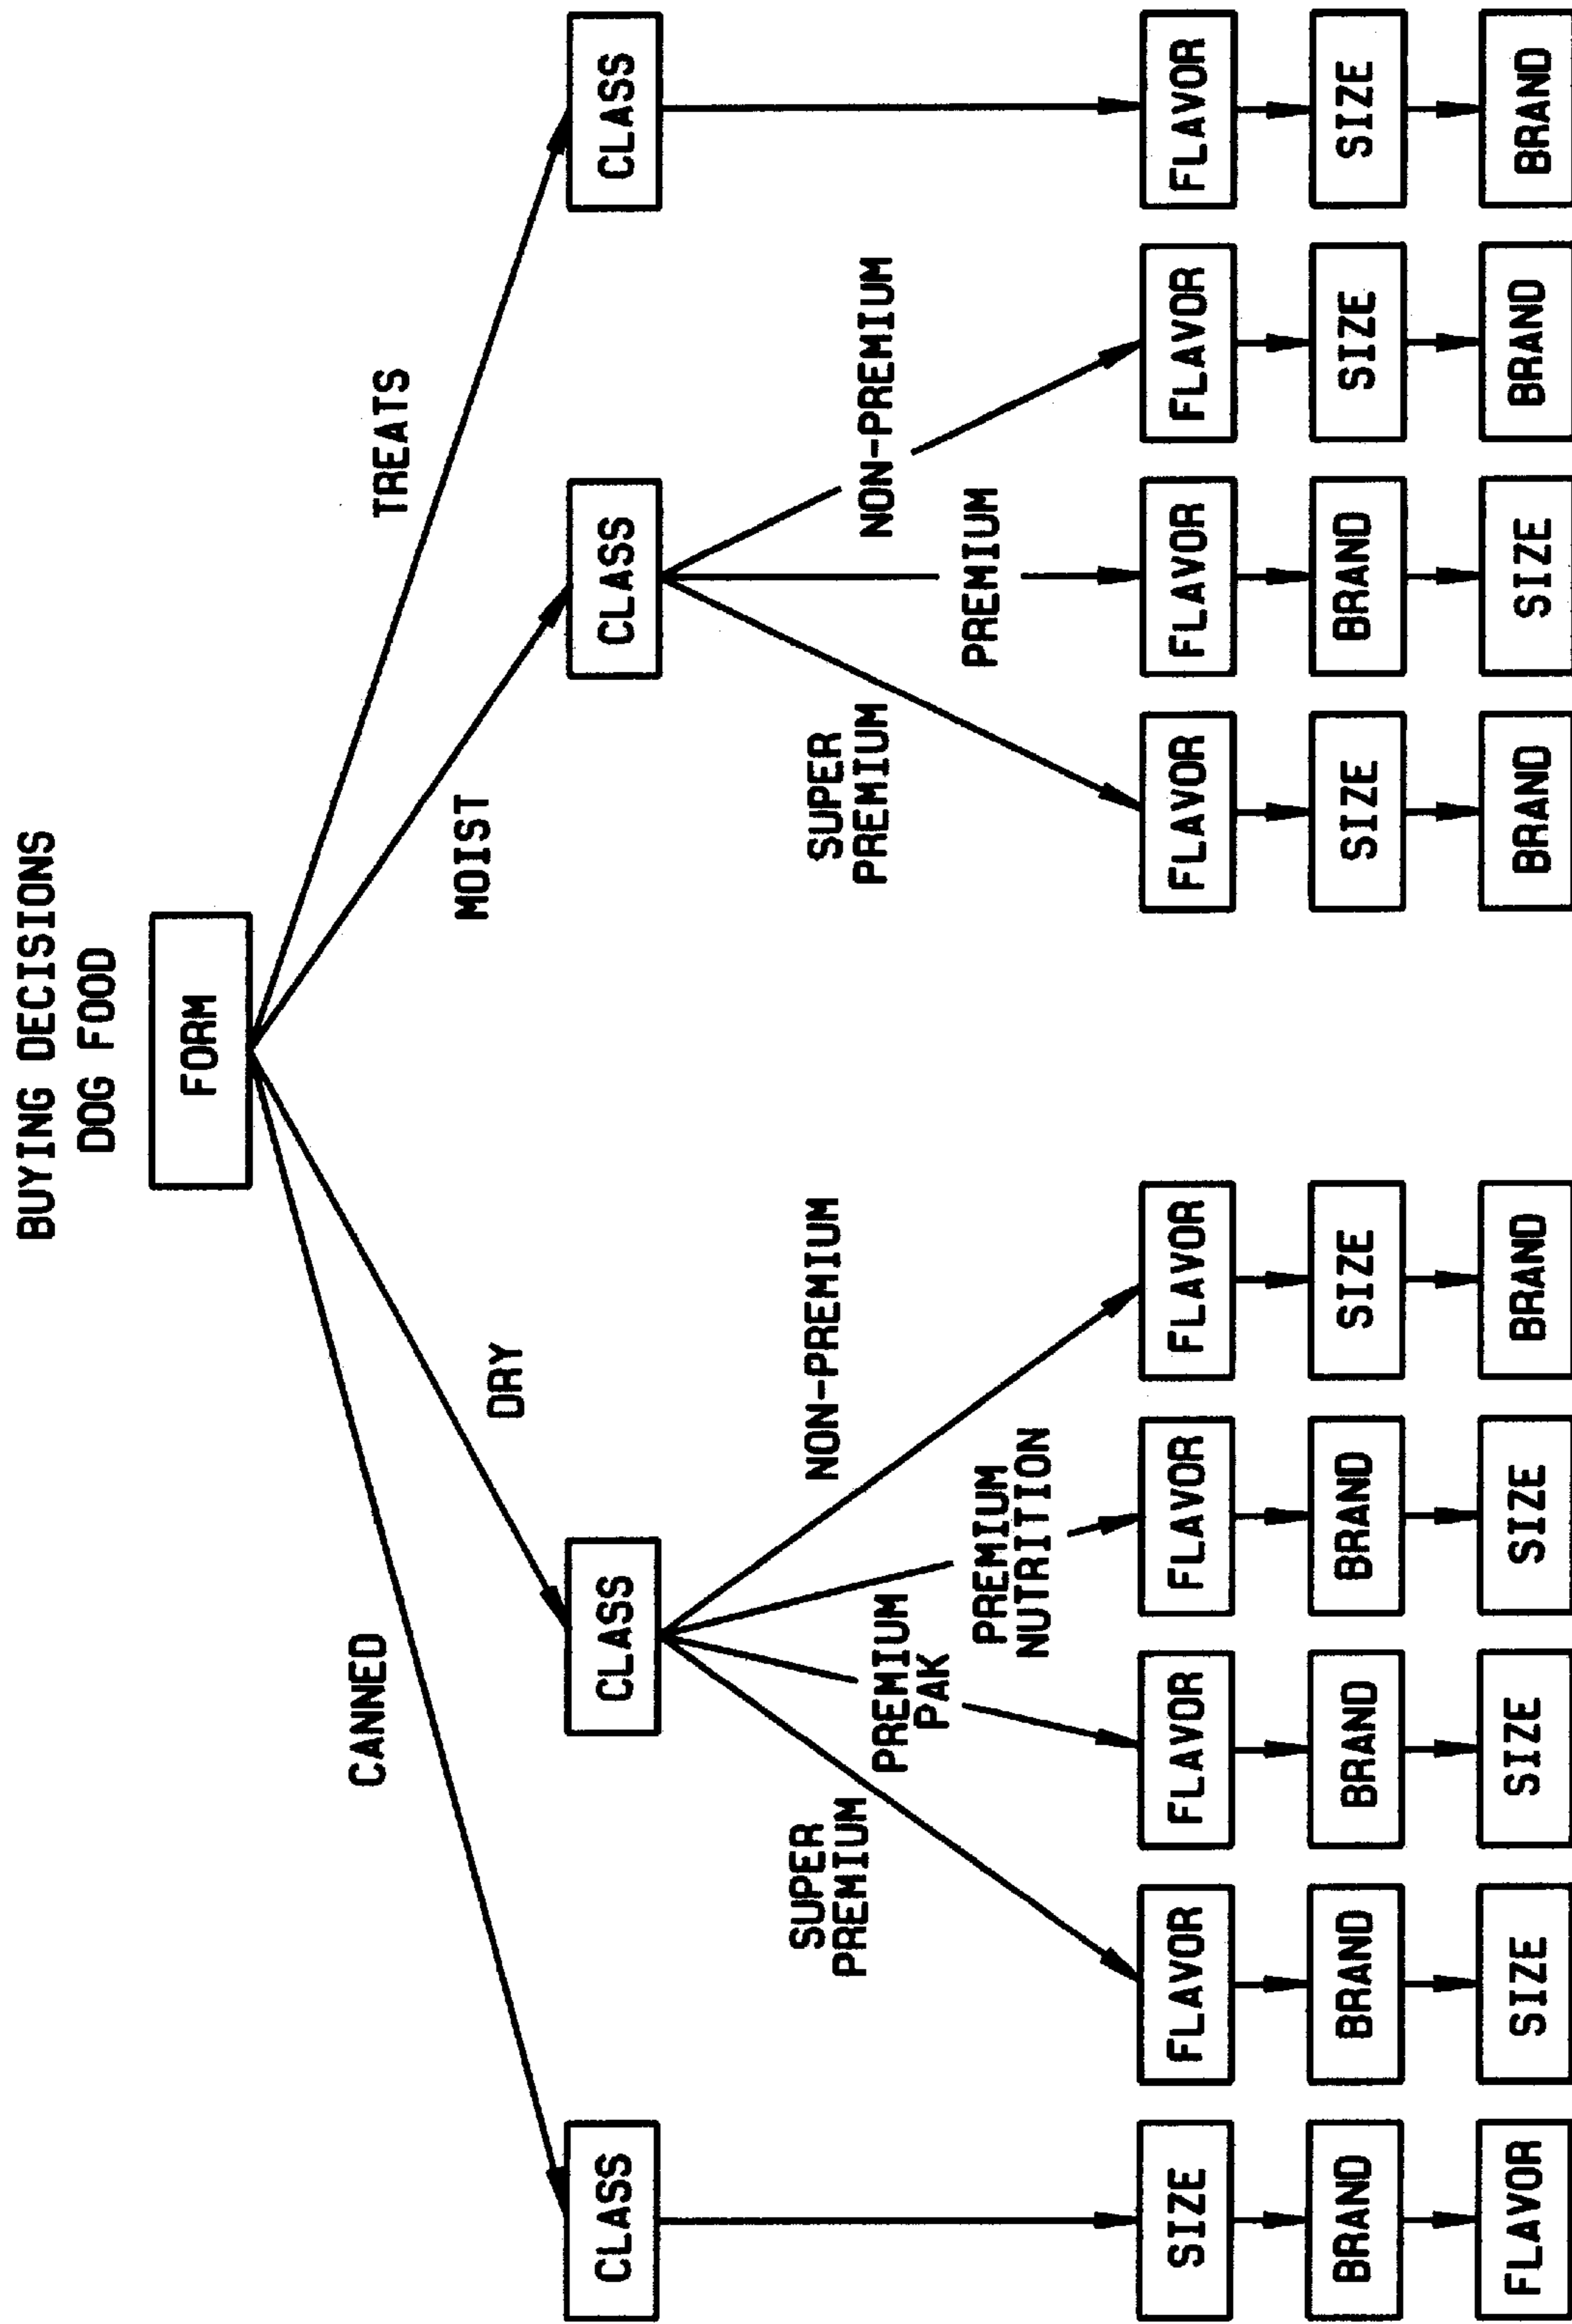 BUYING DECISIONS
DOG FOOD
FORM
CANNED
DRY
MOIST
TREATS
CLASS
CLASS
CLASS
CLASS
SUPER
PREMIUM
PREMIUM
PAK
PREMIUM
NUTRITION
NON-PREMIUM
SUPER
PREMIUM
PREMIUM
NON-PREMIUM
SIZE
FLAVOR
FLAVOR
FLAVOR
FLAVOR
FLAVOR
FLAVOR
FLAVOR
FLAVOR
BRAND
BRAND
BRAND
BRAND
SIZE
SIZE
BRAND
SIZE
SIZE
FLAVOR
SIZE
SIZE
SIZE
BRAND
BRAND
SIZE
BRAND
BRAND